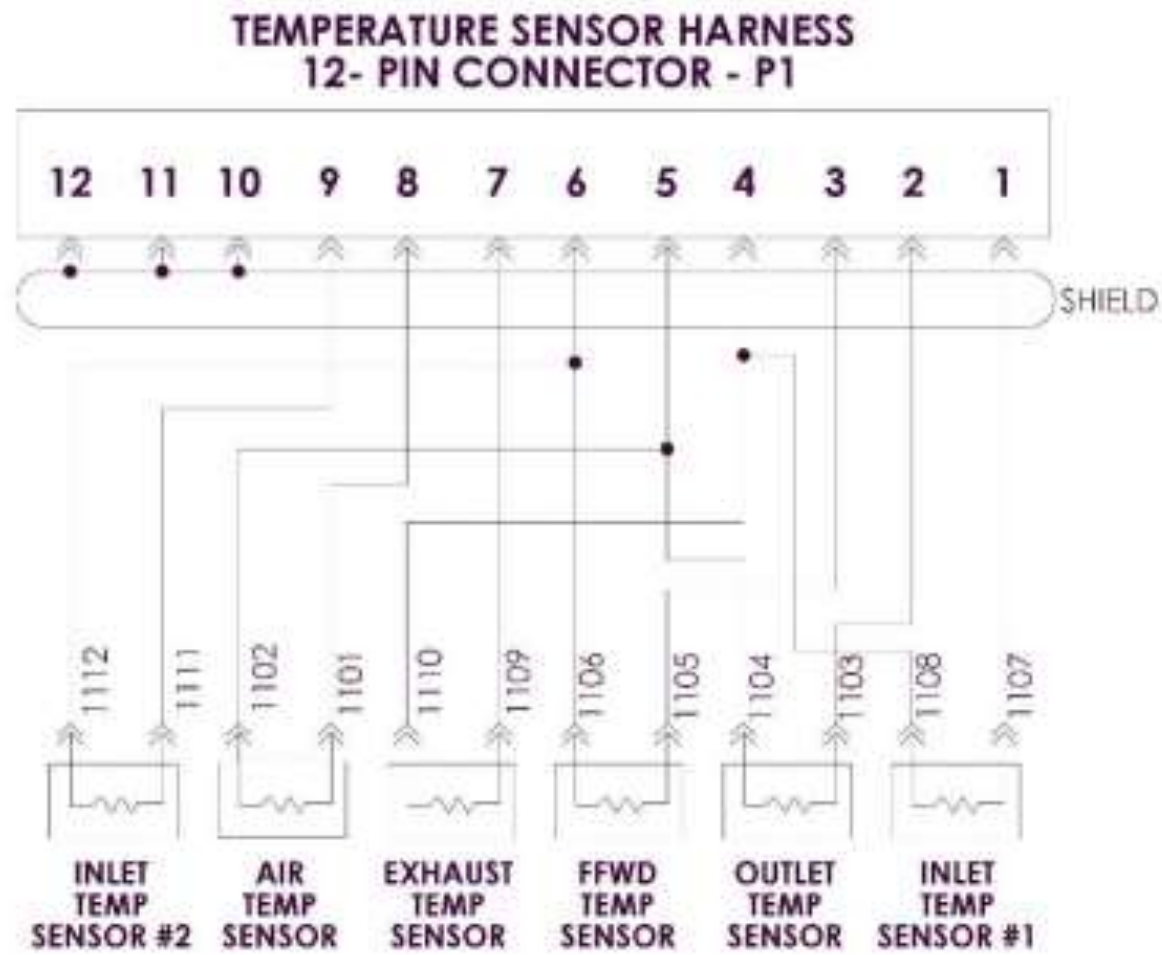 TEMPERATURE SENSOR HARNESS
12- PIN CONNECTOR - P1
12 11 10 9 8 7 6 5 4 3 2 1
SHIELD
1112 1111 1102 1101 1110 1109 1106 1105 1104 1103 1108 1107
INLET
TEMP
SENSOR #2
AIR
TEMP
SENSOR
EXHAUST
TEMP
SENSOR
FFWD
TEMP
SENSOR
OUTLET
TEMP
SENSOR
INLET
TEMP
SENSOR #1